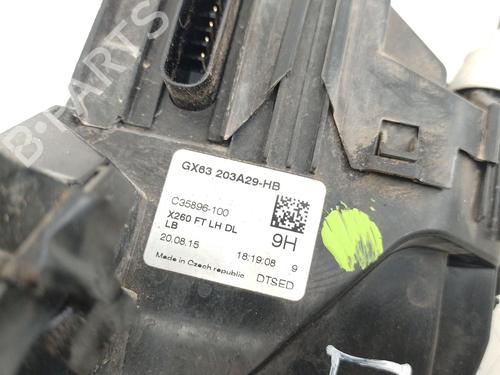 B-PARTS
GX63 203A29-HB
C35896-100
X260 FT LH DL
LB
9H
20.08.15 18:19:08 9
Made in Czech republic DTSED